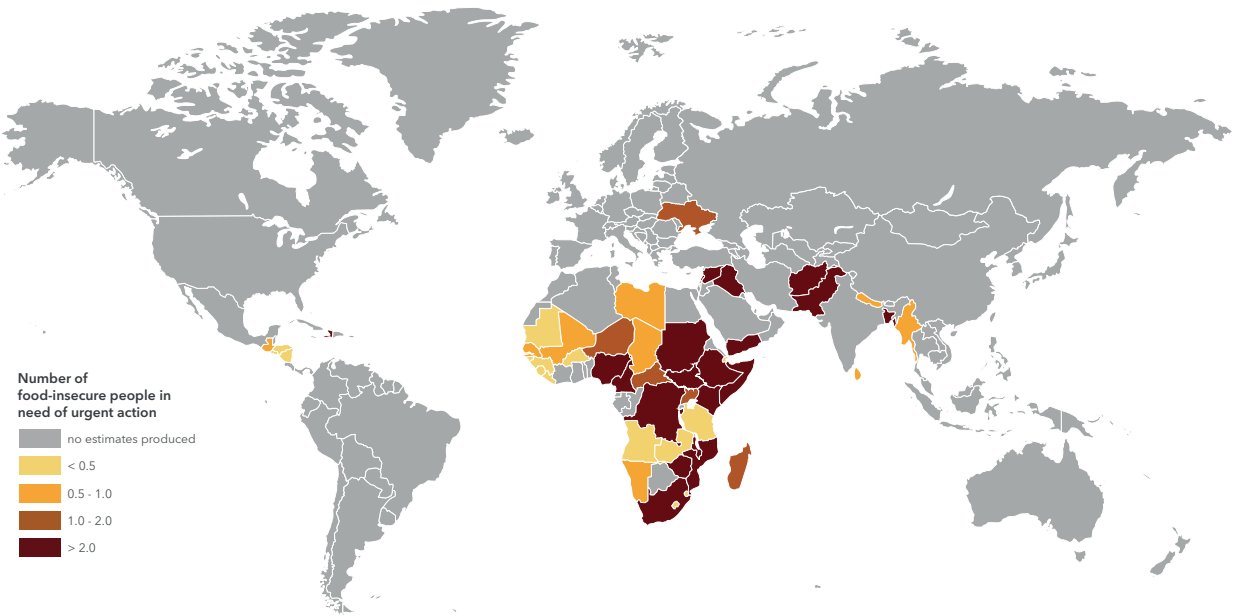 Number of
food-insecure people in
need of urgent action
no estimates produced
< 0.5
0.5 - 1.0
1.0 - 2.0
> 2.0